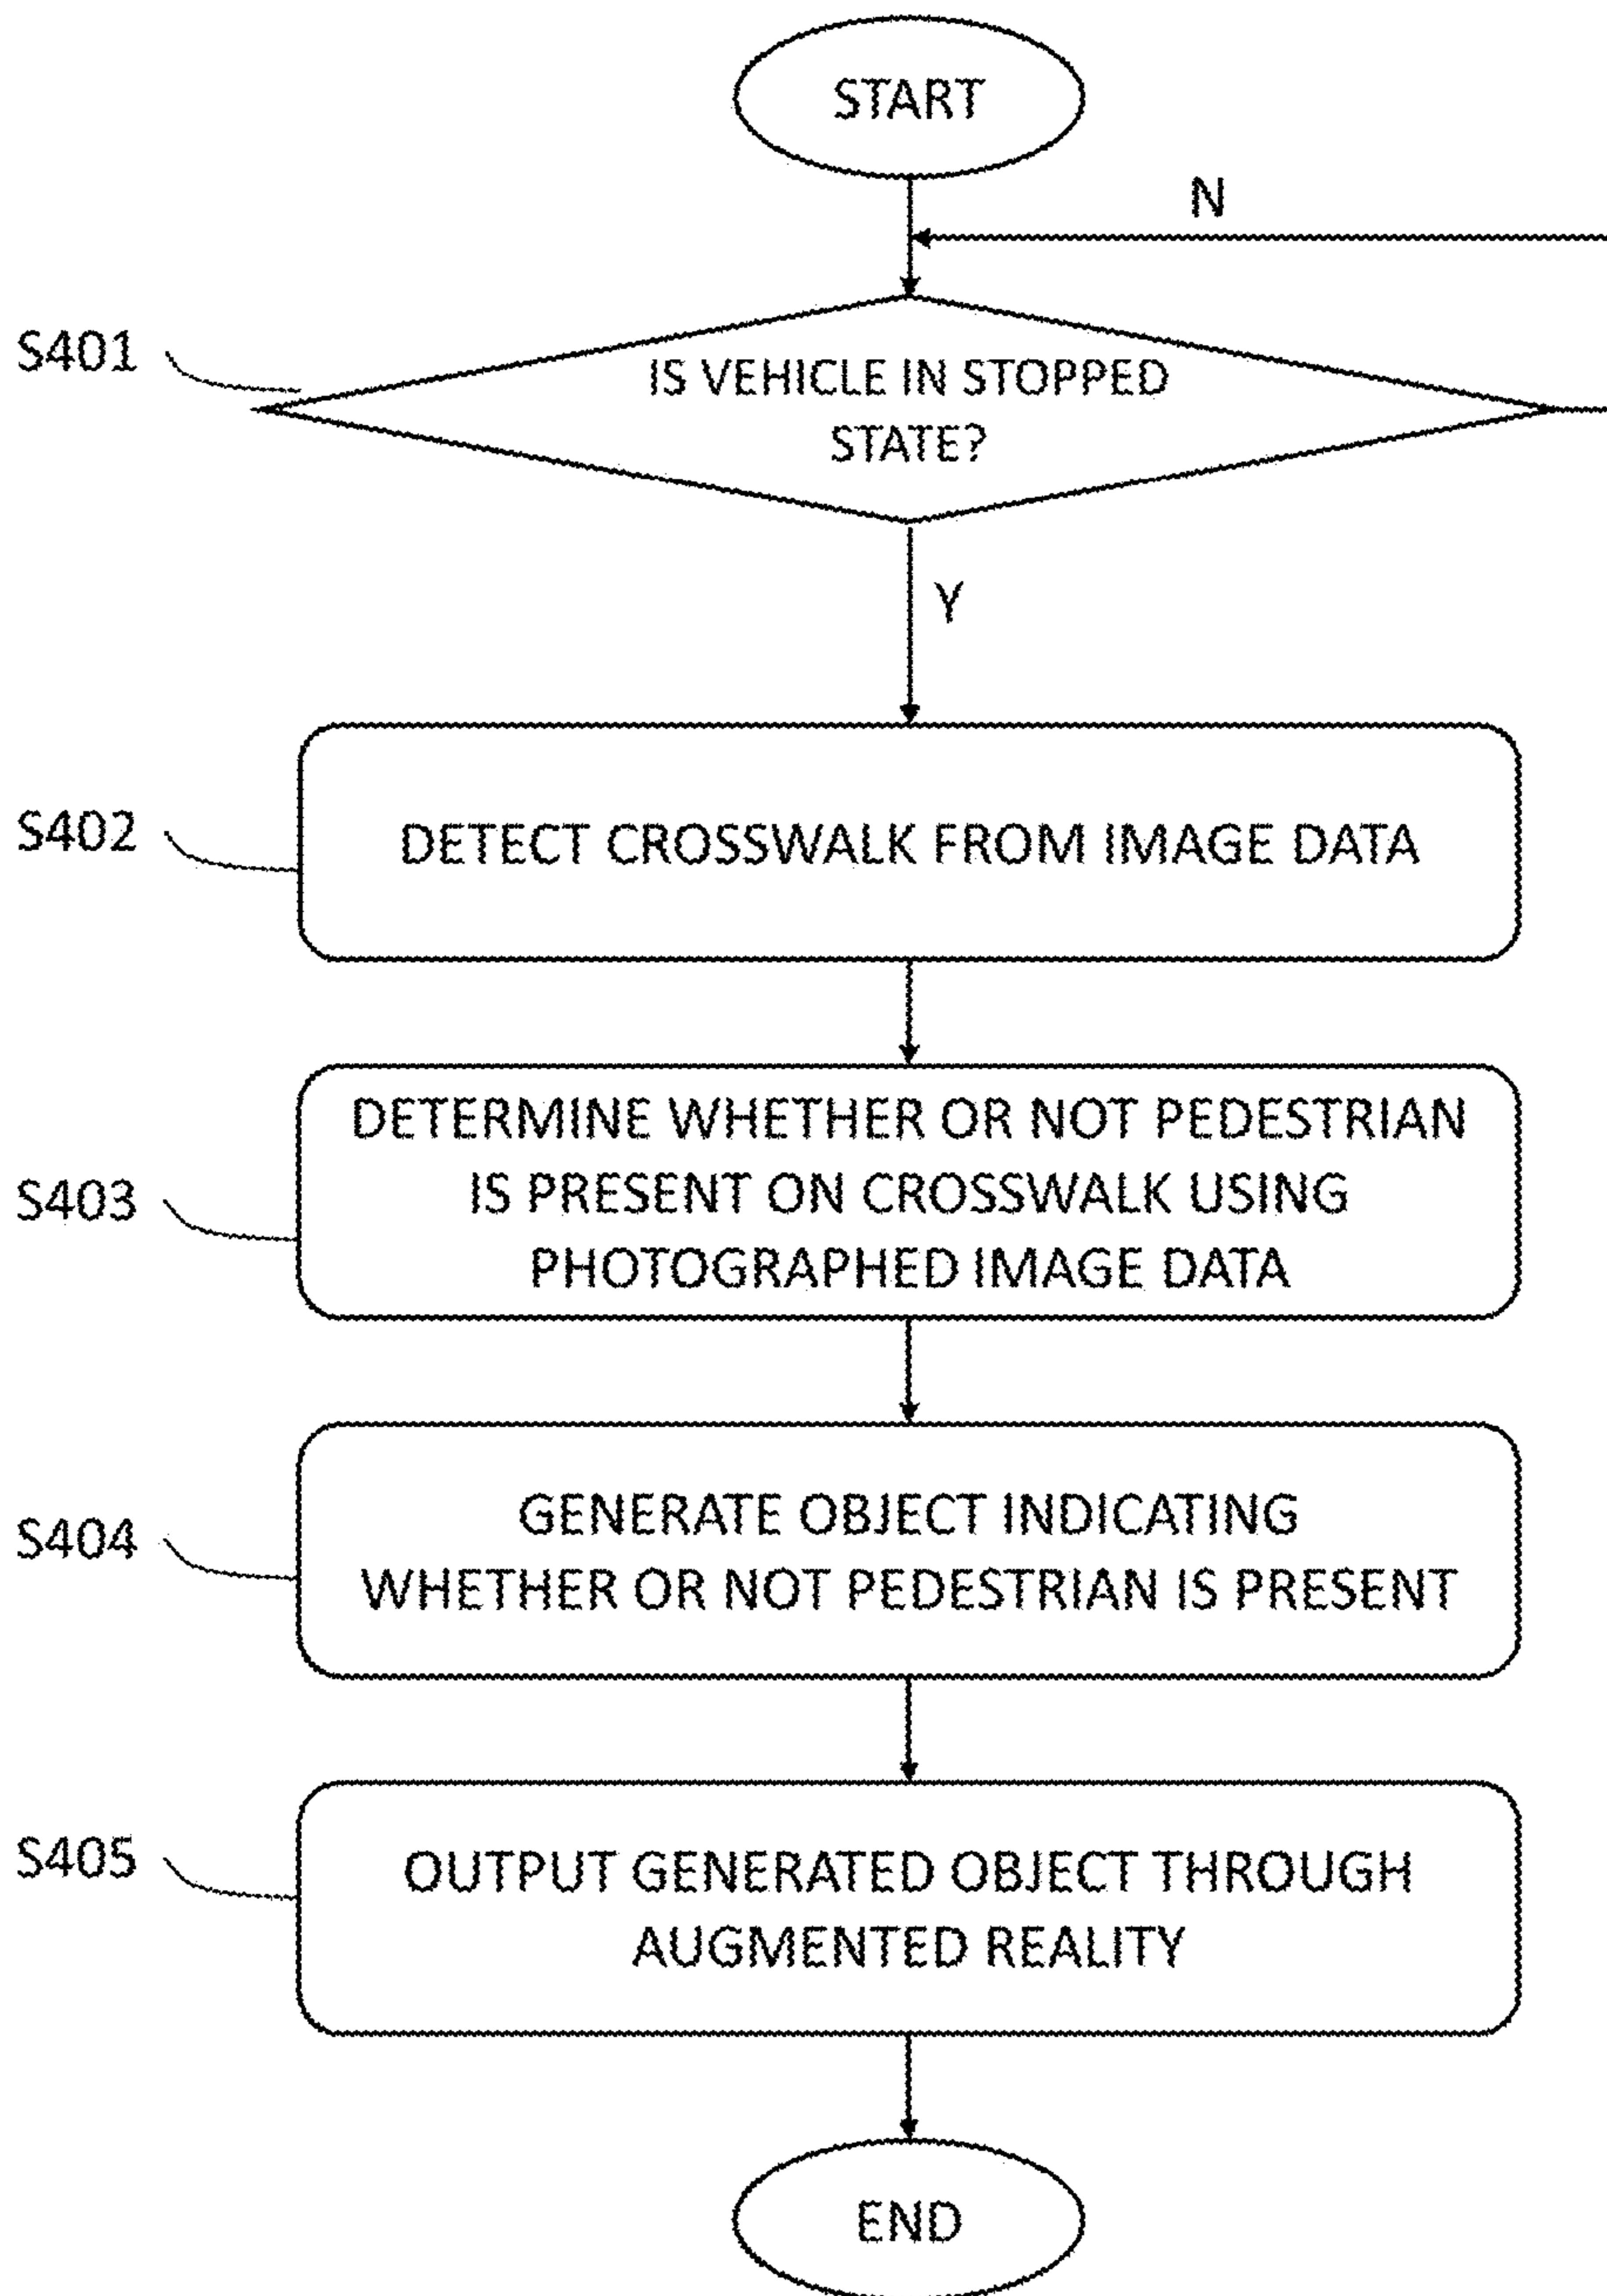 START
N
S401
IS VEHICLE IN STOPPED
STATE?
Y
S402
DETECT CROSSWALK FROM IMAGE DATA
S403
DETERMINE WHETHER OR NOT PEDESTRIAN
IS PRESENT ON CROSSWALK USING
PHOTOGRAPHED IMAGE DATA
S404
GENERATE OBJECT INDICATING
WHETHER OR NOT PEDESTRIAN IS PRESENT
S405
OUTPUT GENERATED OBJECT THROUGH
AUGMENTED REALITY
END